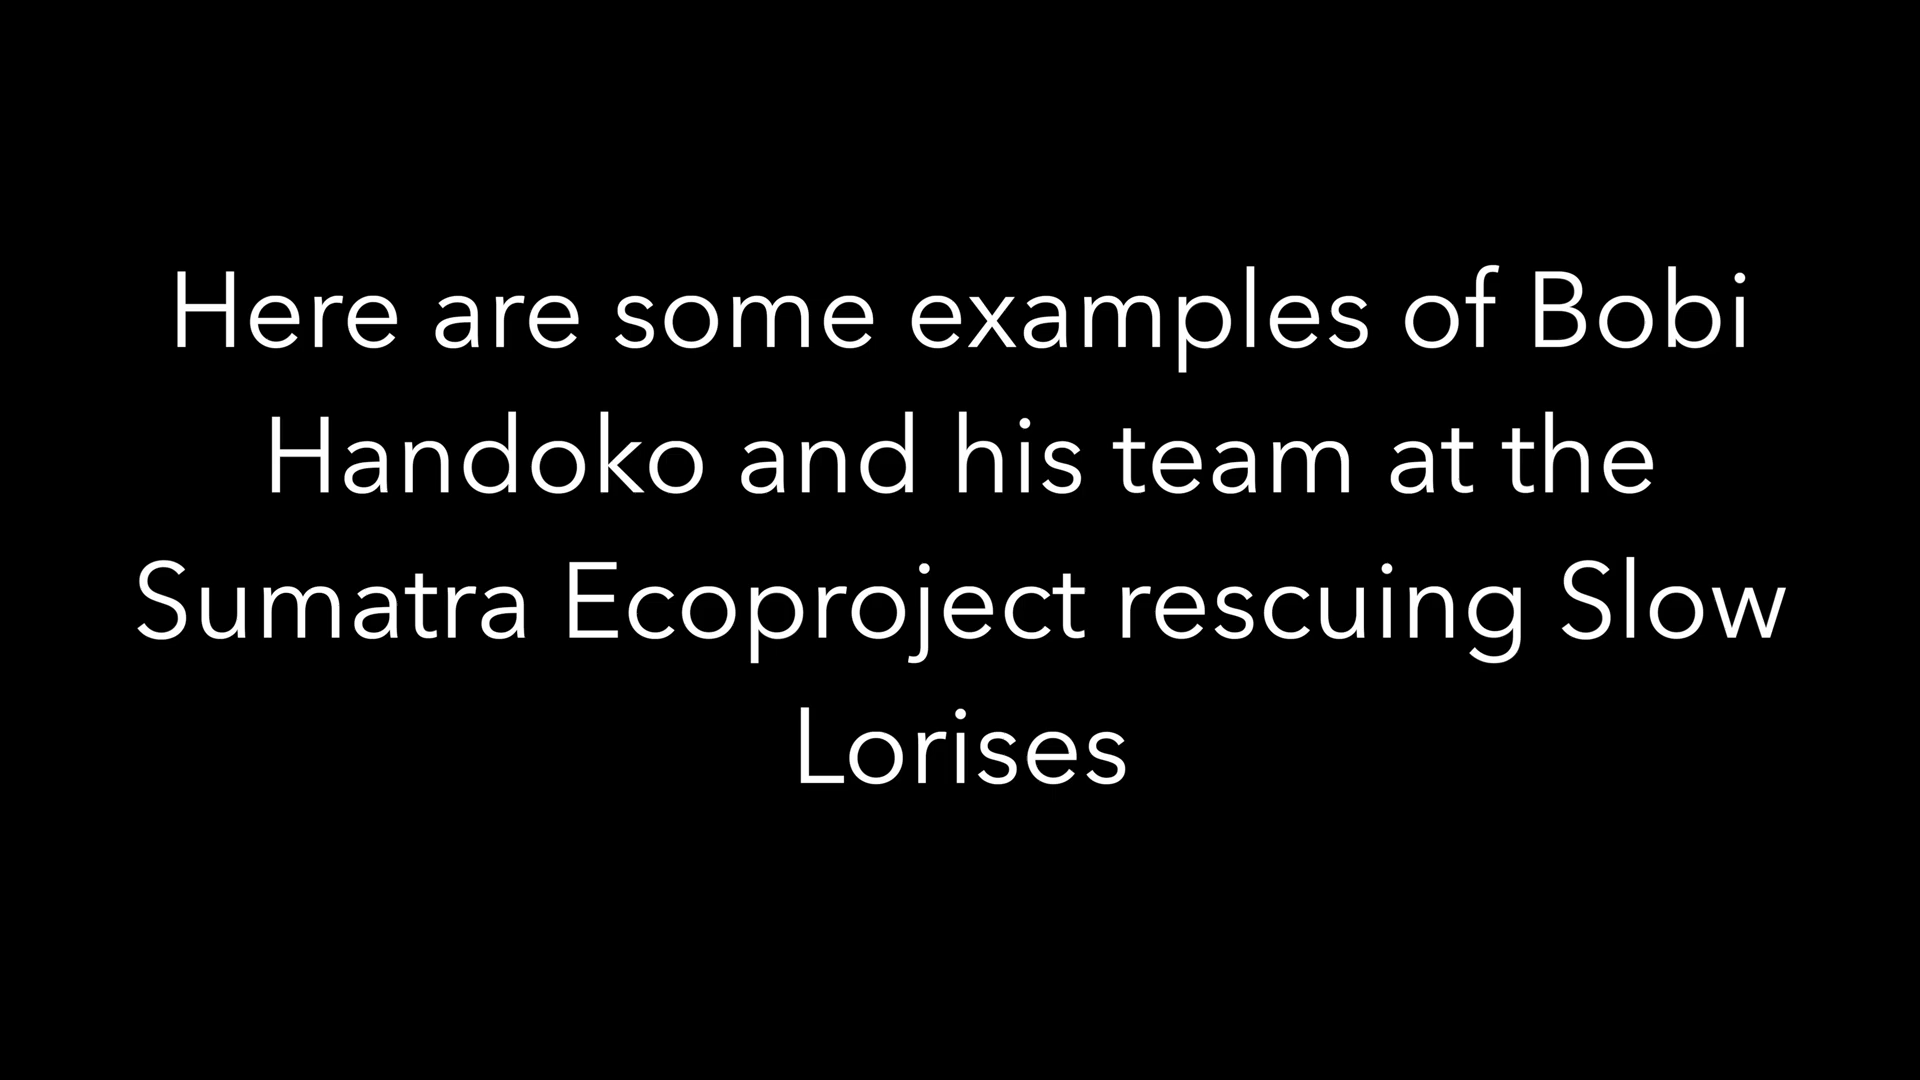 Here are some examples of Bobi
Handoko and his team at the
Sumatra Ecoproject rescuing Slow
Lorises